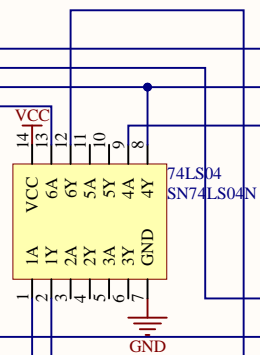 VCC
14 13 12 11 10 9 8
74LS04
SN74LS04N
VCC 6A 6Y 5A 5Y 4A 4Y
1A 1Y 2A 2Y 3A 3Y GND
1 2 3 4 5 6 7
GND